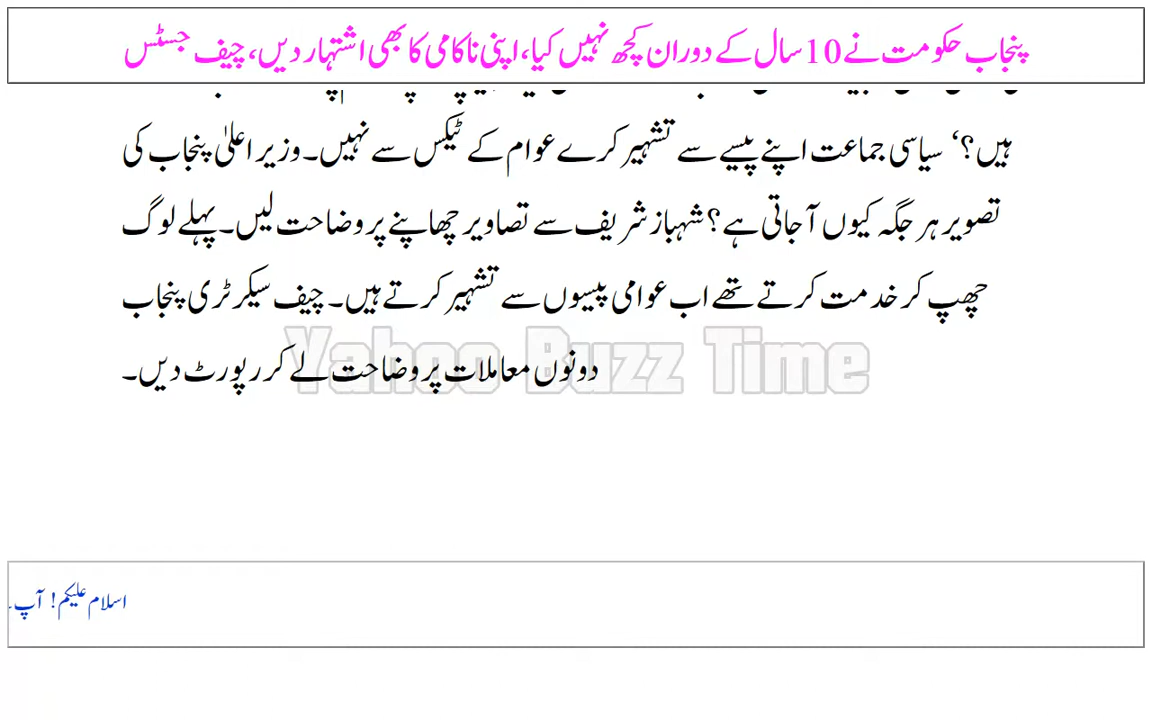 پنجاب حکومت نے 10 سال کے دوران کچھ نہیں کیا، اپنی ناکامی کا بھی اشتہار دیں، چیف جسٹس
ہیں؟‘ سیاسی جماعت اپنے پیسے سے تشہیر کرے عوام کے ٹیکس سے نہیں۔ وزیر اعلیٰ پنجاب کی
تصویر ہر جگہ کیوں آ جاتی ہے؟ شہباز شریف سے تصاویر چھاپنے پر وضاحت لیں۔ پہلے لوگ
چھپ کر خدمت کرتے تھے اب عوامی پیسوں سے تشہیر کرتے ہیں۔ چیف سیکرٹری پنجاب
دونوں معاملات پر وضاحت لے کر رپورٹ دیں۔
Yahoo Buzz Time
اسلام علیکم! آپ